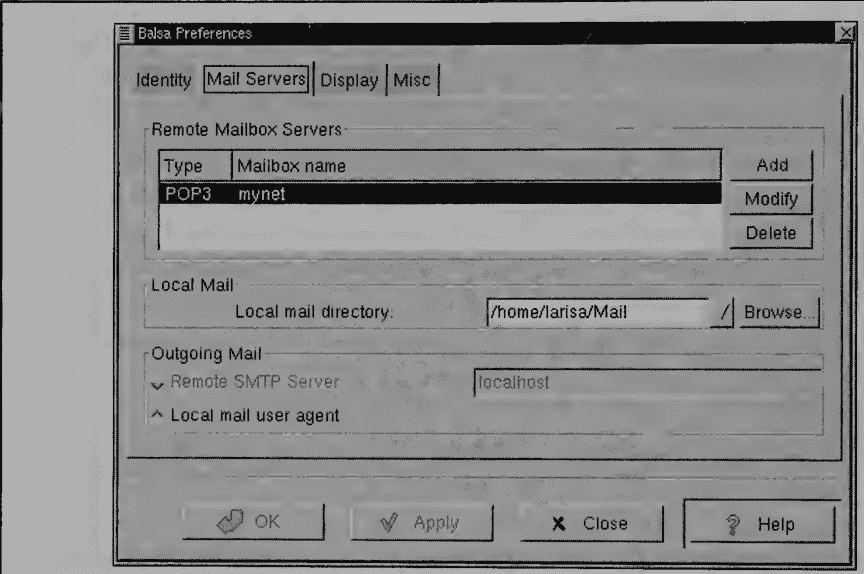 Balsa Preferences
Identity Mail Servers Display Misc
Remote Mailbox Servers
Type Mailbox name
POP3 mynet
Add
Modify
Delete
Local Mail
Local mail directory: /home/larisa/Mail / Browse...
Outgoing Mail
Remote SMTP Server localhost
Local mail user agent
OK Apply Close Help